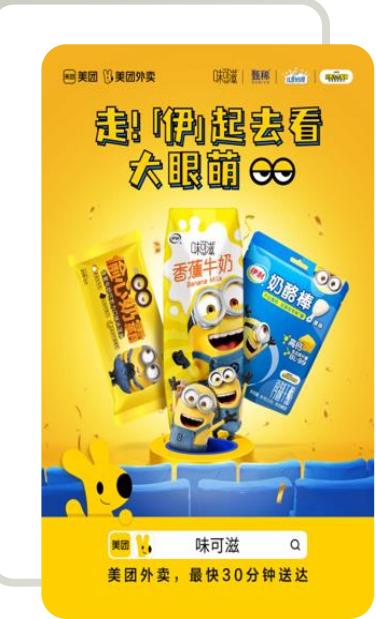 美团 美团外卖 味可滋 甄稀
走！「伊」起去看
大眼萌
味可滋
香蕉牛奶
Banana Milk
伊利
奶酪棒
美团 味可滋
美团外卖，最快30分钟送达